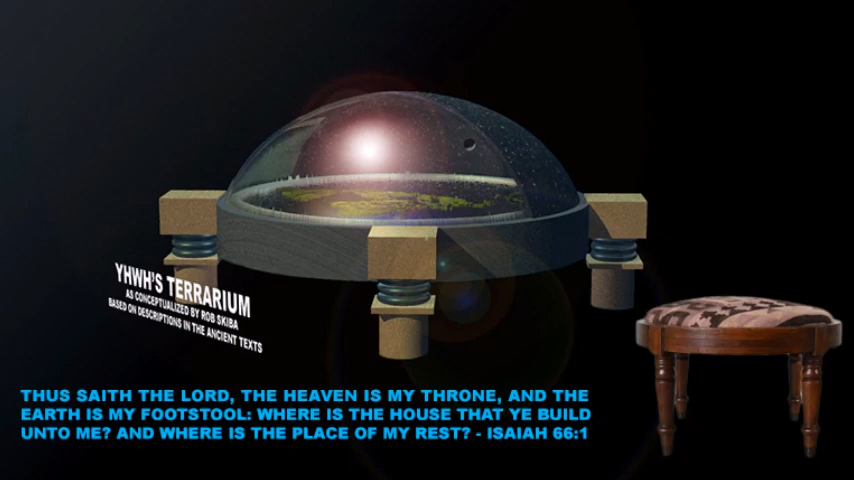 YHWH'S TERRARIUM
AS CONCEPTUALIZED BY ROB SKIBA
BASED ON DESCRIPTIONS IN THE ANCIENT TEXTS
THUS SAITH THE LORD, THE HEAVEN IS MY THRONE, AND THE
EARTH IS MY FOOTSTOOL: WHERE IS THE HOUSE THAT YE BUILD
UNTO ME? AND WHERE IS THE PLACE OF MY REST? - ISAIAH 66:1